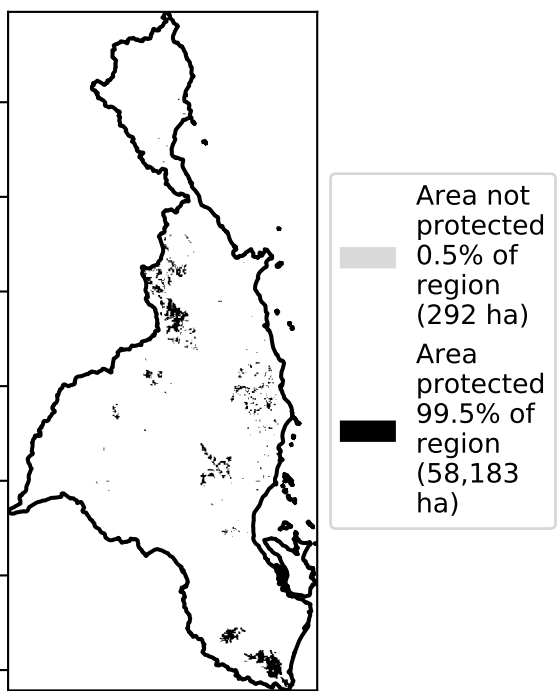 Area not
protected
0.5% of
region
(292 ha)
Area
protected
99.5% of
region
(58,183
ha)